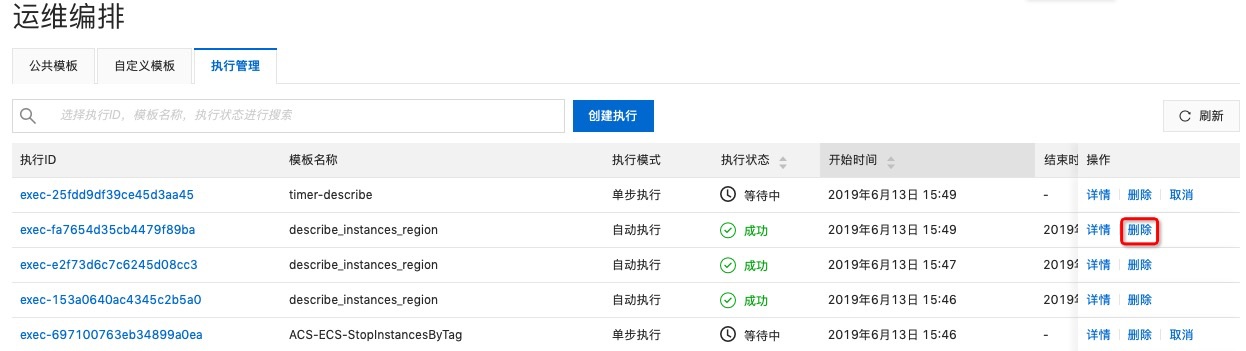 运维编排
公共模板 自定义模板 执行管理
选择执行ID，模板名称，执行状态进行搜索 创建执行 刷新
执行ID 模板名称 执行模式 执行状态 开始时间 结束时 操作
exec-25fdd9df39ce45d3aa45 timer-describe 单步执行 等待中 2019年6月13日 15:49 - 详情 删除 取消
exec-fa7654d35cb4479f89ba describe_instances_region 自动执行 成功 2019年6月13日 15:49 2019年 详情 删除
exec-e2f73d6c7c6245d08cc3 describe_instances_region 自动执行 成功 2019年6月13日 15:47 2019年 详情 删除
exec-153a0640ac4345c2b5a0 describe_instances_region 自动执行 成功 2019年6月13日 15:46 2019年 详情 删除
exec-697100763eb34899a0ea ACS-ECS-StopInstancesByTag 单步执行 等待中 2019年6月13日 15:46 - 详情 删除 取消